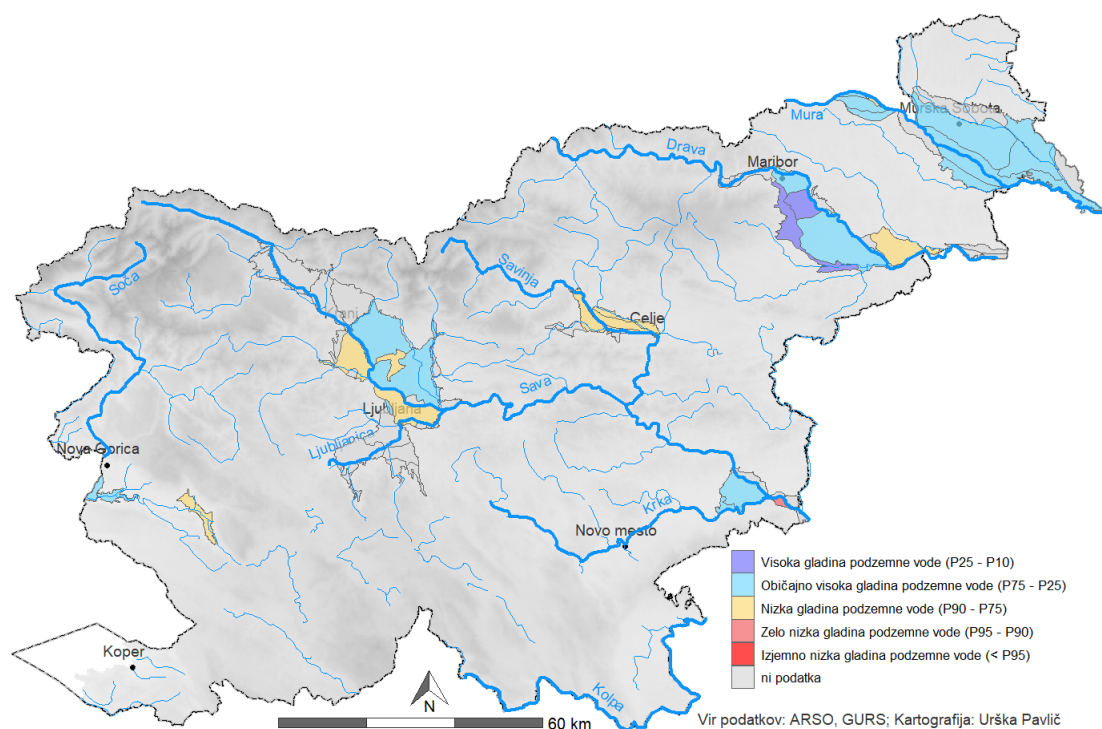 Murska Sobota
Mura
Drava
Maribor
Soča
Savinja
Celje
Sava
Ljubljana
Ljubljanica
Nova Gorica
Krka
Novo mesto
Koper
Kolpa
N
60 km
Visoka gladina podzemne vode (P25 - P10)
Običajno visoka gladina podzemne vode (P75 - P25)
Nizka gladina podzemne vode (P90 - P75)
Zelo nizka gladina podzemne vode (P95 - P90)
Izjemno nizka gladina podzemne vode (< P95)
ni podatka
Vir podatkov: ARSO, GURS; Kartografija: Urška Pavlič